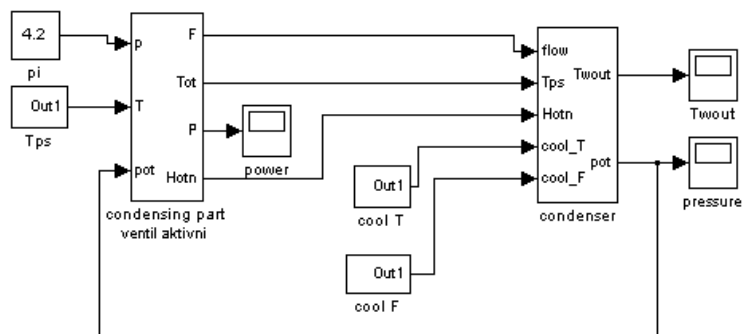 4.2
pi
Out1
Tps
p
T
pot
F
Tot
P
Hotn
condensing part
ventil aktivni
power
Out1
cool T
Out1
cool F
flow
Tps
Hotn
cool_T
cool_F
Twout
pot
condenser
Twout
pressure